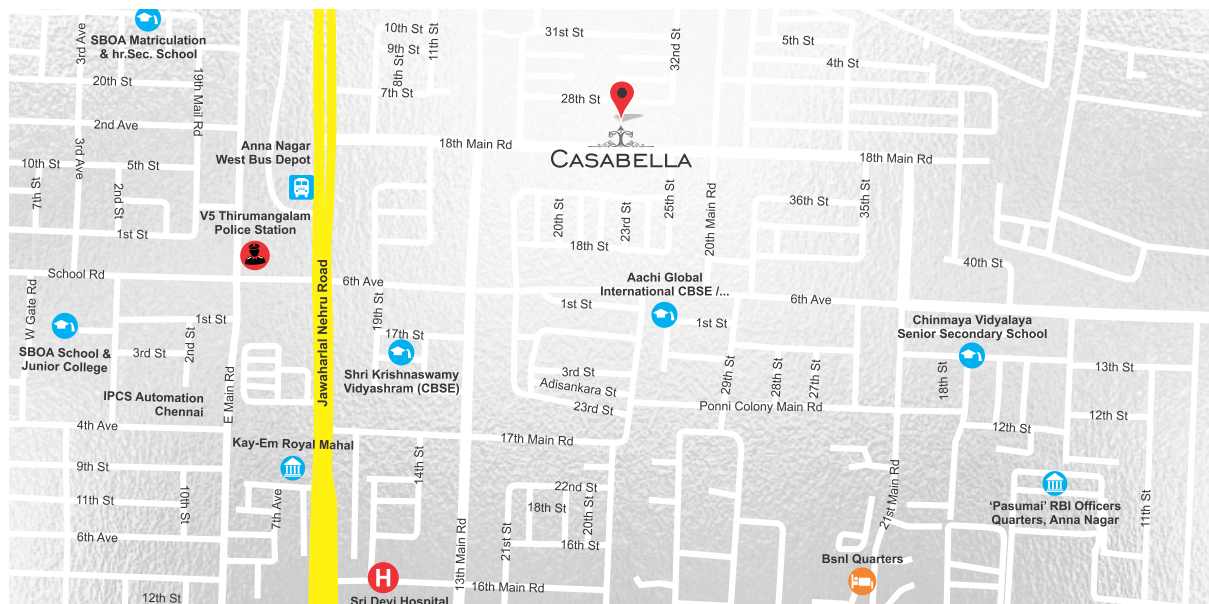 10th St
31st St
5th St
SBOA Matriculation
& hr.Sec. School
3rd Ave
9th St
11th St
32nd St
4th St
8th St
20th St
7th St
28th St
19th Mail Rd
2nd Ave
18th Main Rd
CASABELLA
18th Main Rd
Anna Nagar
West Bus Depot
3rd Ave
10th St
5th St
7th St
2nd St
V5 Thirumangalam
Police Station
20th St
23rd St
25th St
20th Main Rd
36th St
35th St
1st St
18th St
40th St
School Rd
6th Ave
Aachi Global
International CBSE /...
6th Ave
W Gate Rd
Jawaharlal Nehru Road
19th St
1st St
1st St
1st St
17th St
Chinmaya Vidyalaya
Senior Secondary School
SBOA School &
Junior College
3rd St
2nd St
Shri Krishnaswamy
Vidyashram (CBSE)
3rd St
Adisankara St
23rd St
29th St
28th St
27th St
18th St
13th St
IPCS Automation
Chennai
E Main Rd
Ponni Colony Main Rd
12th St
4th Ave
12th St
Kay-Em Royal Mahal
17th Main Rd
9th St
14th St
22nd St
21st Main Rd
11th St
10th St
7th Ave
18th St
20th St
'Pasumai' RBI Officers
Quarters, Anna Nagar
11th St
6th Ave
13th Main Rd
21st St
16th St
Bsnl Quarters
H
16th Main Rd
12th St
Sri Devi Hospital